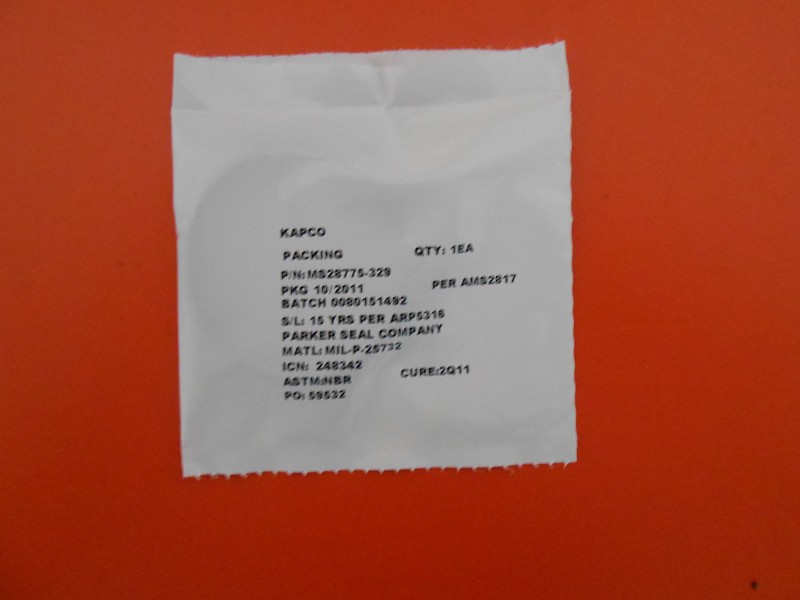 KAPCO
PACKING QTY: 1EA
P/N: MS28775-329
PKG 10/2011 PER AMS2817
BATCH 0080151492
S/L: 15 YRS PER ARP5316
PARKER SEAL COMPANY
MATL: MIL-P-25732
ICN: 248342
ASTM:NBR CURE:2Q11
PO: 59532